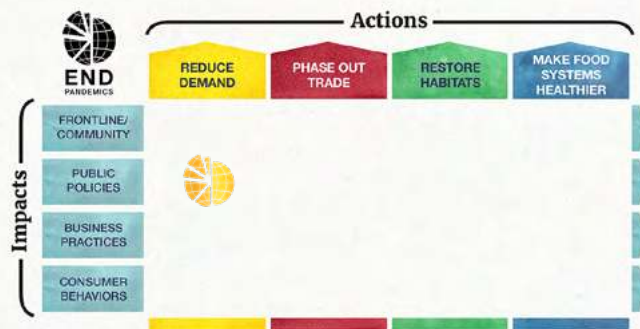 Actions
END
PANDEMICS
REDUCE
DEMAND
PHASE OUT
TRADE
RESTORE
HABITATS
MAKE FOOD
SYSTEMS
HEALTHIER
Impacts
FRONTLINE/
COMMUNITY
PUBLIC
POLICIES
BUSINESS
PRACTICES
CONSUMER
BEHAVIORS